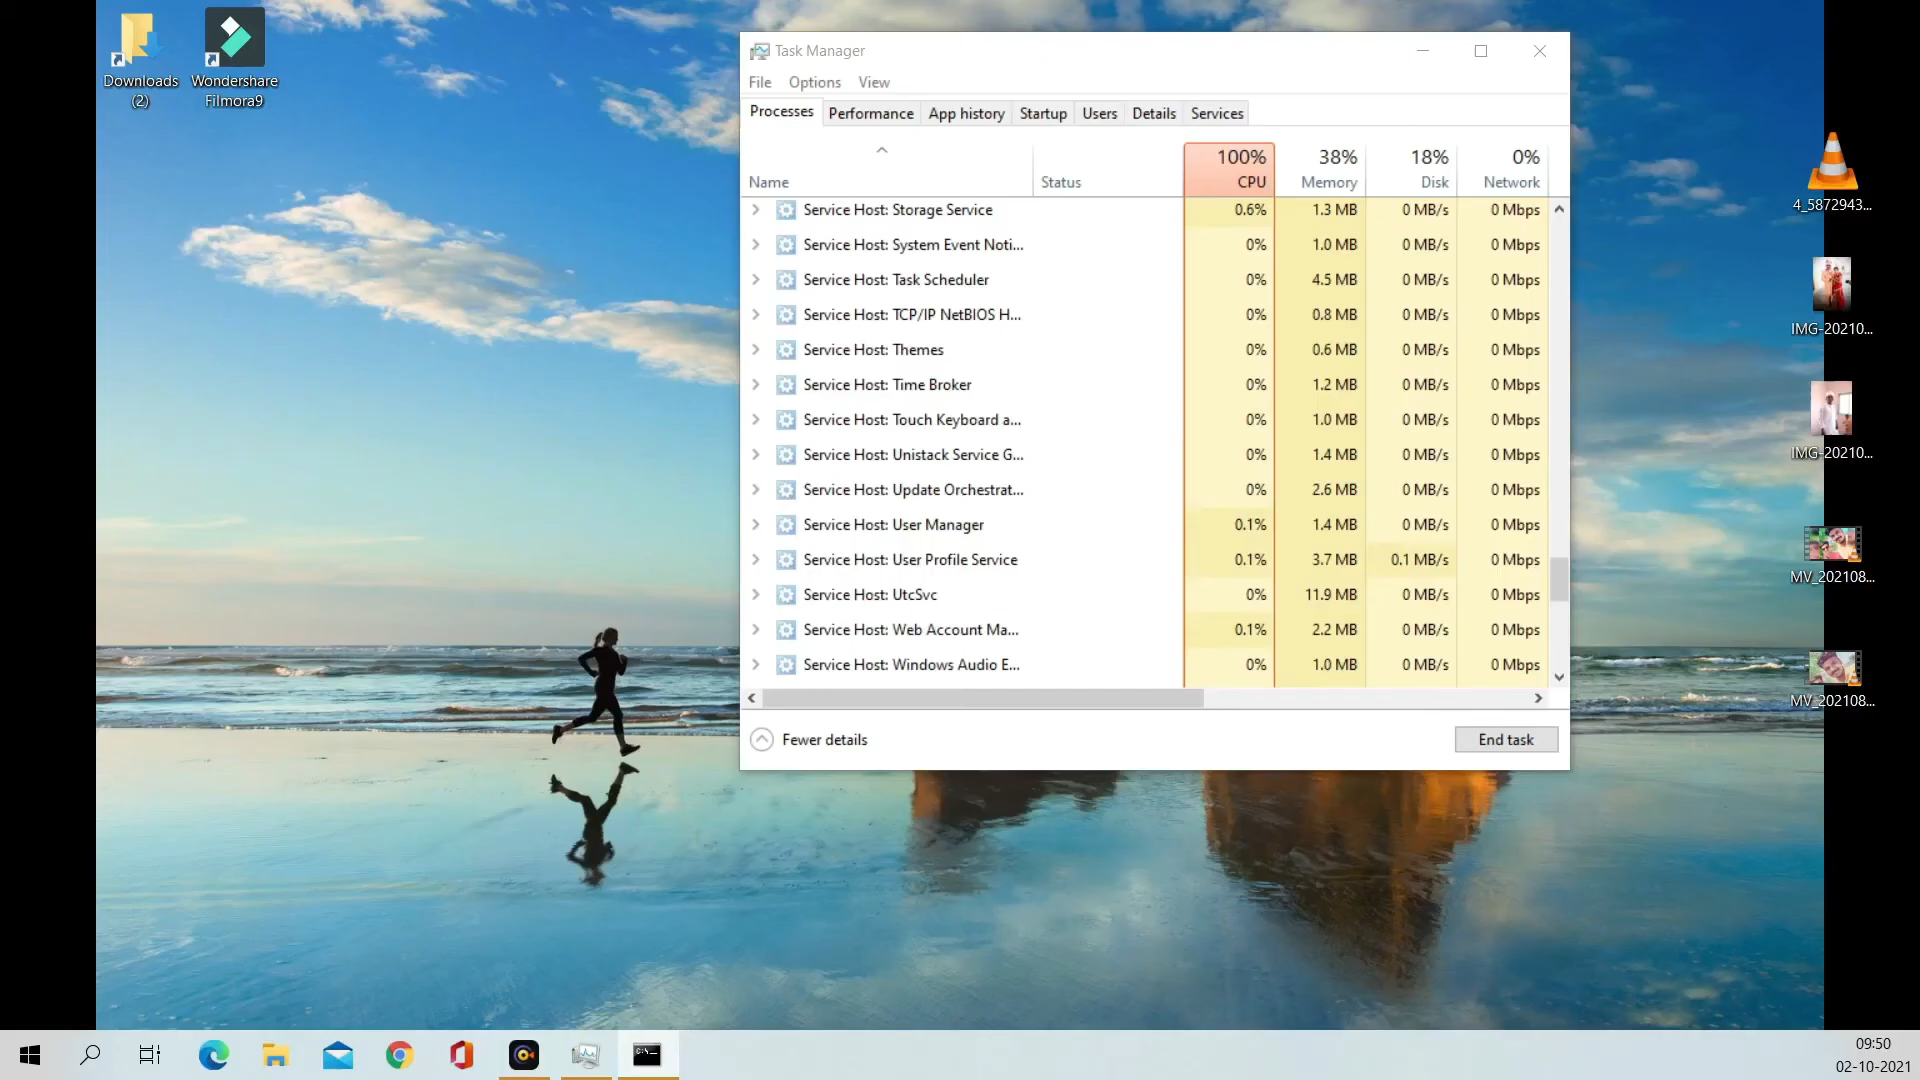 Downloads
(2)
Wondershare
Filmora9
Task Manager
File Options View
Processes Performance App history Startup Users Details Services
100% 38% 18% 0%
Name Status CPU Memory Disk Network
Service Host: Storage Service 0.6% 1.3 MB 0 MB/s 0 Mbps
Service Host: System Event Noti... 0% 1.0 MB 0 MB/s 0 Mbps
Service Host: Task Scheduler 0% 4.5 MB 0 MB/s 0 Mbps
Service Host: TCP/IP NetBIOS H... 0% 0.8 MB 0 MB/s 0 Mbps
Service Host: Themes 0% 0.6 MB 0 MB/s 0 Mbps
Service Host: Time Broker 0% 1.2 MB 0 MB/s 0 Mbps
Service Host: Touch Keyboard a... 0% 1.0 MB 0 MB/s 0 Mbps
Service Host: Unistack Service G... 0% 1.4 MB 0 MB/s 0 Mbps
Service Host: Update Orchestrat... 0% 2.6 MB 0 MB/s 0 Mbps
Service Host: User Manager 0.1% 1.4 MB 0 MB/s 0 Mbps
Service Host: User Profile Service 0.1% 3.7 MB 0.1 MB/s 0 Mbps
Service Host: UtcSvc 0% 11.9 MB 0 MB/s 0 Mbps
Service Host: Web Account Ma... 0.1% 2.2 MB 0 MB/s 0 Mbps
Service Host: Windows Audio E... 0% 1.0 MB 0 MB/s 0 Mbps
Fewer details End task
4_5872943...
IMG-20210...
IMG-20210...
MV_202108...
MV_202108...
C:\_
09:50
02-10-2021